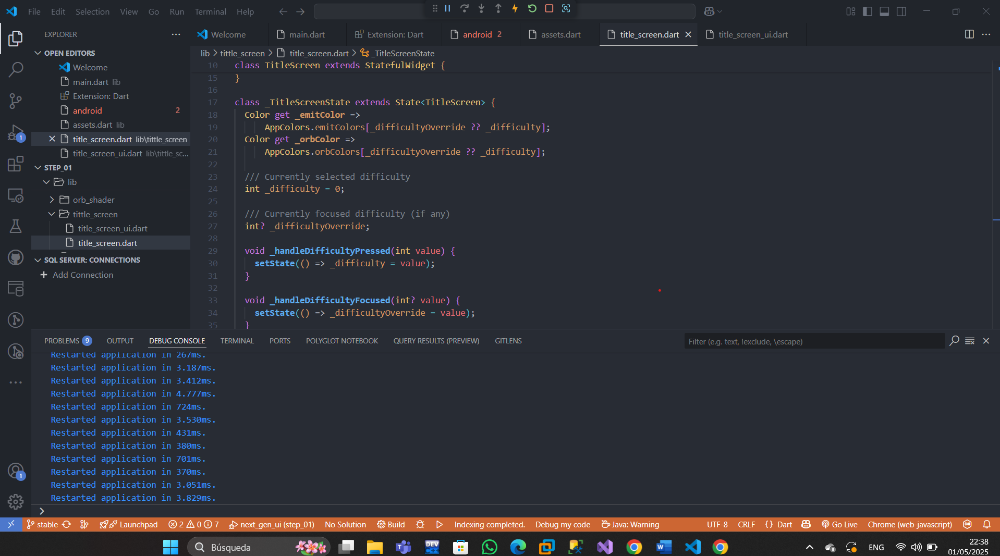 File Edit Selection View Go Run Terminal Help
EXPLORER
OPEN EDITORS
Welcome
main.dart lib
Extension: Dart
android 2
assets.dart lib
title_screen.dart lib\tittle_screen
title_screen_ui.dart lib\tittle_sc...
STEP_01
lib
orb_shader
tittle_screen
title_screen_ui.dart
title_screen.dart
SQL SERVER: CONNECTIONS
Add Connection
1
1
Welcome main.dart Extension: Dart android 2 assets.dart title_screen.dart title_screen_ui.dart
lib > tittle_screen > title_screen.dart > _TitleScreenState
10 class TitleScreen extends StatefulWidget {
15 }
16
17 class _TitleScreenState extends State<TitleScreen> {
18 Color get _emitColor =>
19 AppColors.emitColors[_difficultyOverride ?? _difficulty];
20 Color get _orbColor =>
21 AppColors.orbColors[_difficultyOverride ?? _difficulty];
22
23 /// Currently selected difficulty
24 int _difficulty = 0;
25
26 /// Currently focused difficulty (if any)
27 int? _difficultyOverride;
28
29 void _handleDifficultyPressed(int value) {
30 setState(() => _difficulty = value);
31 }
32
33 void _handleDifficultyFocused(int? value) {
34 setState(() => _difficultyOverride = value);
35 }
PROBLEMS 9 OUTPUT DEBUG CONSOLE TERMINAL PORTS POLYGLOT NOTEBOOK QUERY RESULTS (PREVIEW) GITLENS Filter (e.g. text, !exclude, \escape)
Restarted application in 267ms.
Restarted application in 3.187ms.
Restarted application in 3.412ms.
Restarted application in 4.777ms.
Restarted application in 724ms.
Restarted application in 3.530ms.
Restarted application in 431ms.
Restarted application in 380ms.
Restarted application in 701ms.
Restarted application in 370ms.
Restarted application in 3.051ms.
Restarted application in 3.829ms.
stable Launchpad 2 0 7 next_gen_ui (step_01) No Solution Build Indexing completed. Debug my code Java: Warning UTF-8 CRLF {} Dart Go Live Chrome (web-javascript)
Búsqueda DEV C++ ENG 22:38
01/05/2025